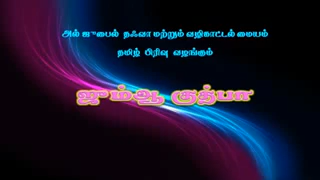 அல் ஜுபைல் தஃவா மற்றும் வழிகாட்டல் மையம்
தமிழ் பிரிவு வழங்கும்
ஜும்ஆ குத்பா